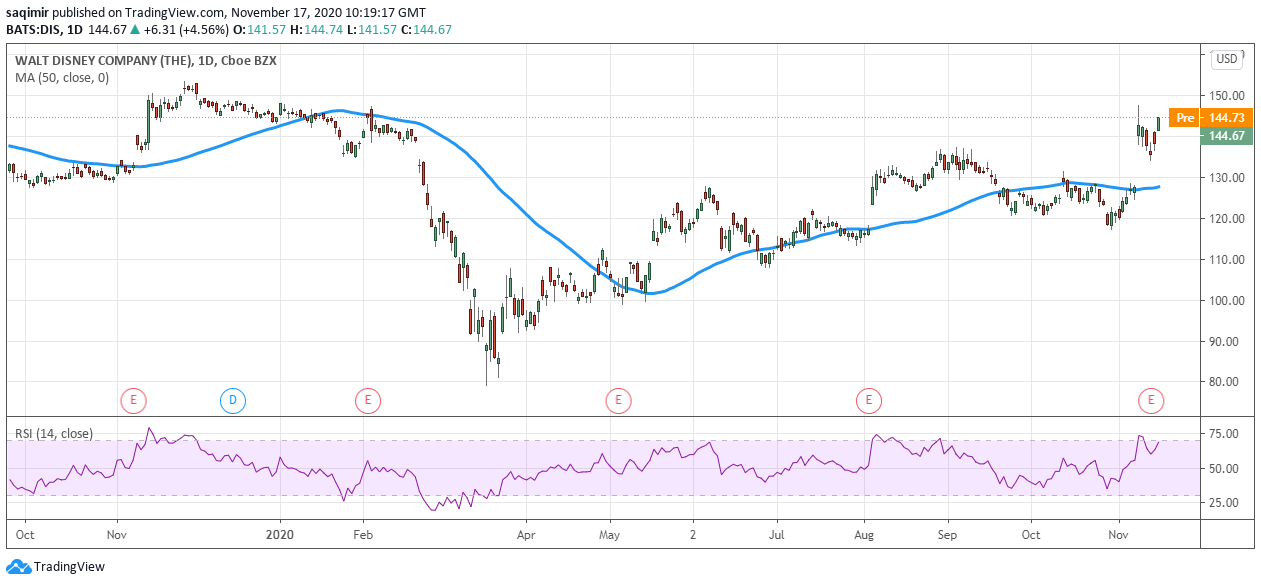 saqimir published on TradingView.com, November 17, 2020 10:19:17 GMT
BATS:DIS, 1D 144.67 ▲ +6.31 (+4.56%) O:141.57 H:144.74 L:141.57 C:144.67
WALT DISNEY COMPANY (THE), 1D, Cboe BZX
MA (50, close, 0)
USD
150.00
Pre 144.73
144.67
130.00
120.00
110.00
100.00
90.00
80.00
E D E E E E
RSI (14, close)
75.00
50.00
25.00
Oct Nov 2020 Feb Apr May 2 Jul Aug Sep Oct Nov
TradingView